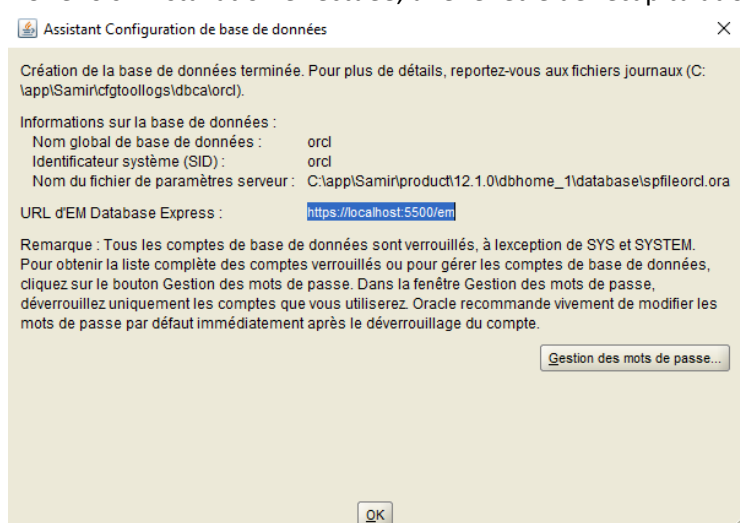 Assistant Configuration de base de données
Création de la base de données terminée. Pour plus de détails, reportez-vous aux fichiers journaux (C:
\app\Samir\cfgtoollogs\dbca\orcl).
Informations sur la base de données :
Nom global de base de données : orcl
Identificateur système (SID) : orcl
Nom du fichier de paramètres serveur : C:\app\Samir\product\12.1.0\dbhome_1\database\spfileorcl.ora
URL d'EM Database Express : https://localhost:5500/em
Remarque : Tous les comptes de base de données sont verrouillés, à lexception de SYS et SYSTEM.
Pour obtenir la liste complète des comptes verrouillés ou pour gérer les comptes de base de données,
cliquez sur le bouton Gestion des mots de passe. Dans la fenêtre Gestion des mots de passe,
déverrouillez uniquement les comptes que vous utiliserez. Oracle recommande vivement de modifier les
mots de passe par défaut immédiatement après le déverrouillage du compte.
Gestion des mots de passe...
OK